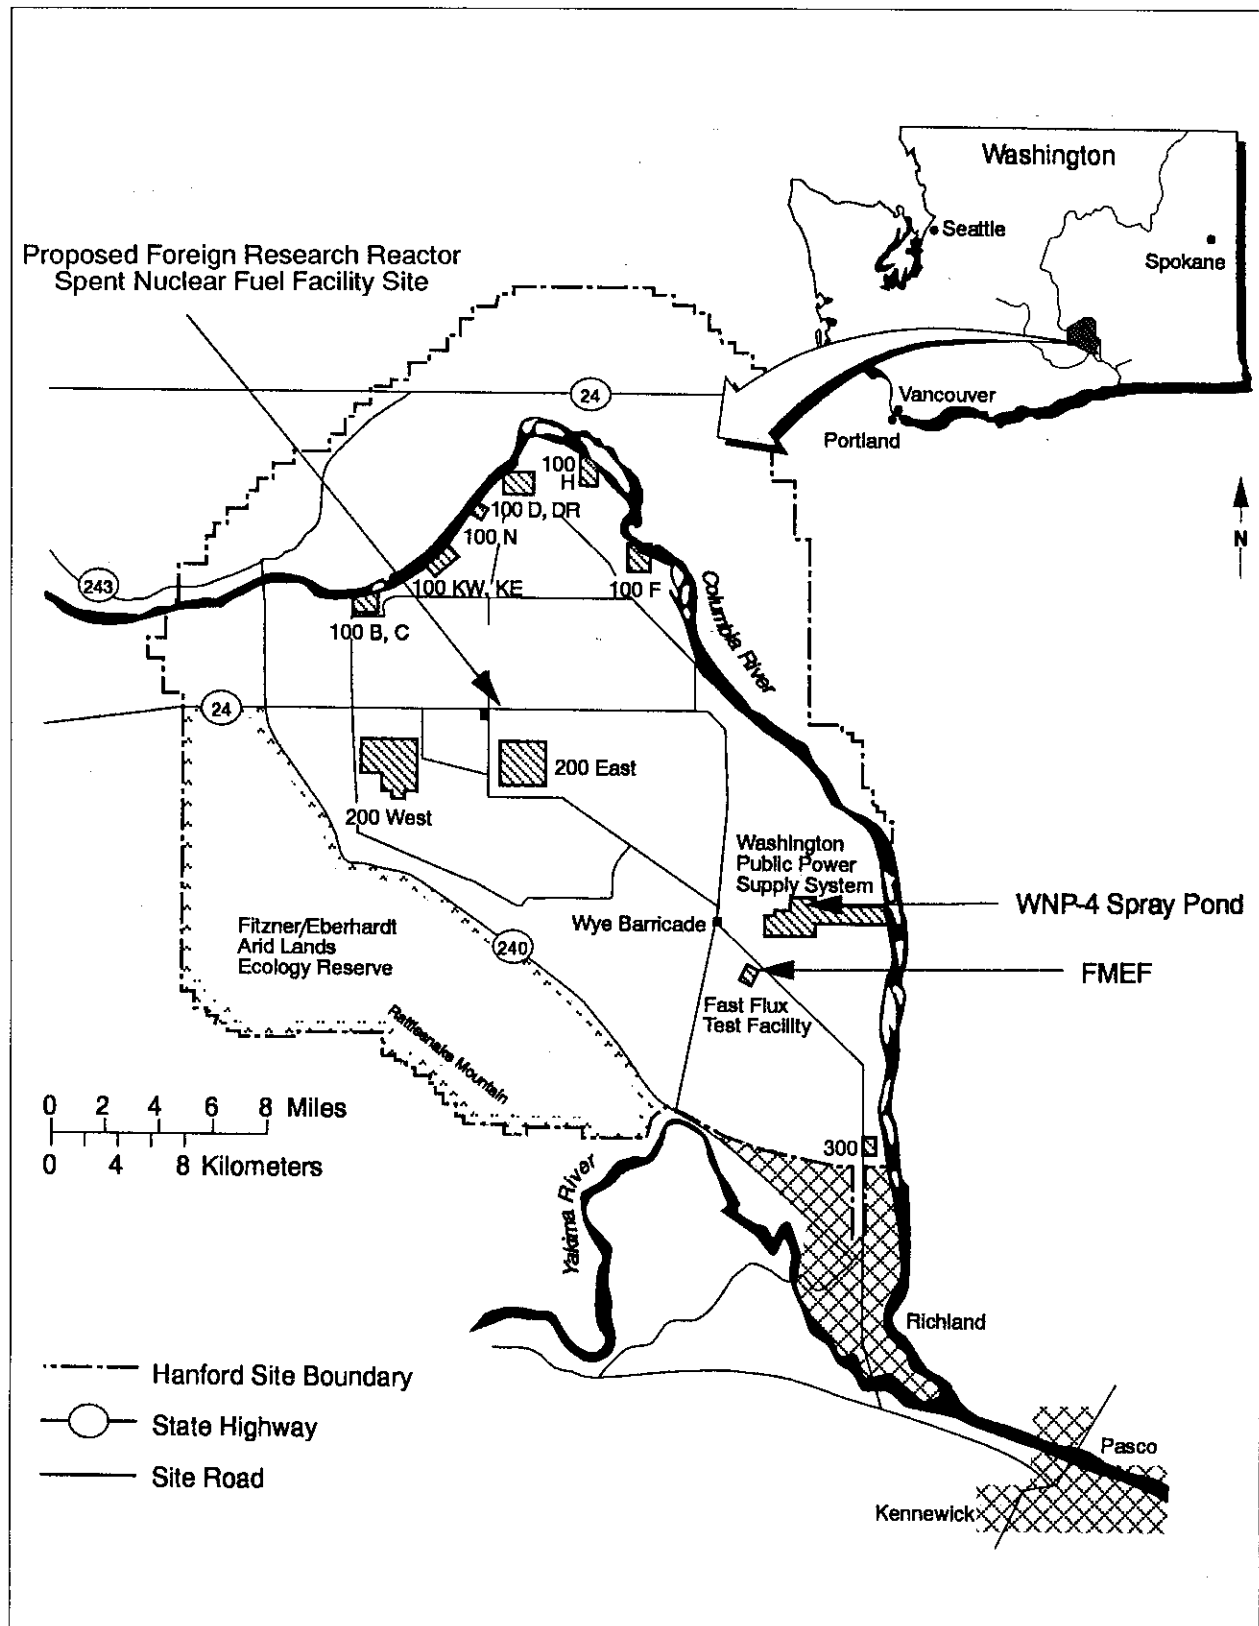 Washington
Seattle
Spokane
Vancouver
Portland
Proposed Foreign Research Reactor
Spent Nuclear Fuel Facility Site
24
N
100
H
100 D, DR
100 N
243
100 KW, KE
100 F
100 B, C
Columbia River
24
200 East
200 West
Washington
Public Power
Supply System
WNP-4 Spray Pond
Wye Barricade
Fitzner/Eberhardt
Arid Lands
Ecology Reserve
240
FMEF
Fast Flux
Test Facility
Rattlesnake Mountain
0 2 4 6 8 Miles
0 4 8 Kilometers
300
Yakima River
Richland
Hanford Site Boundary
State Highway
Site Road
Pasco
Kennewick